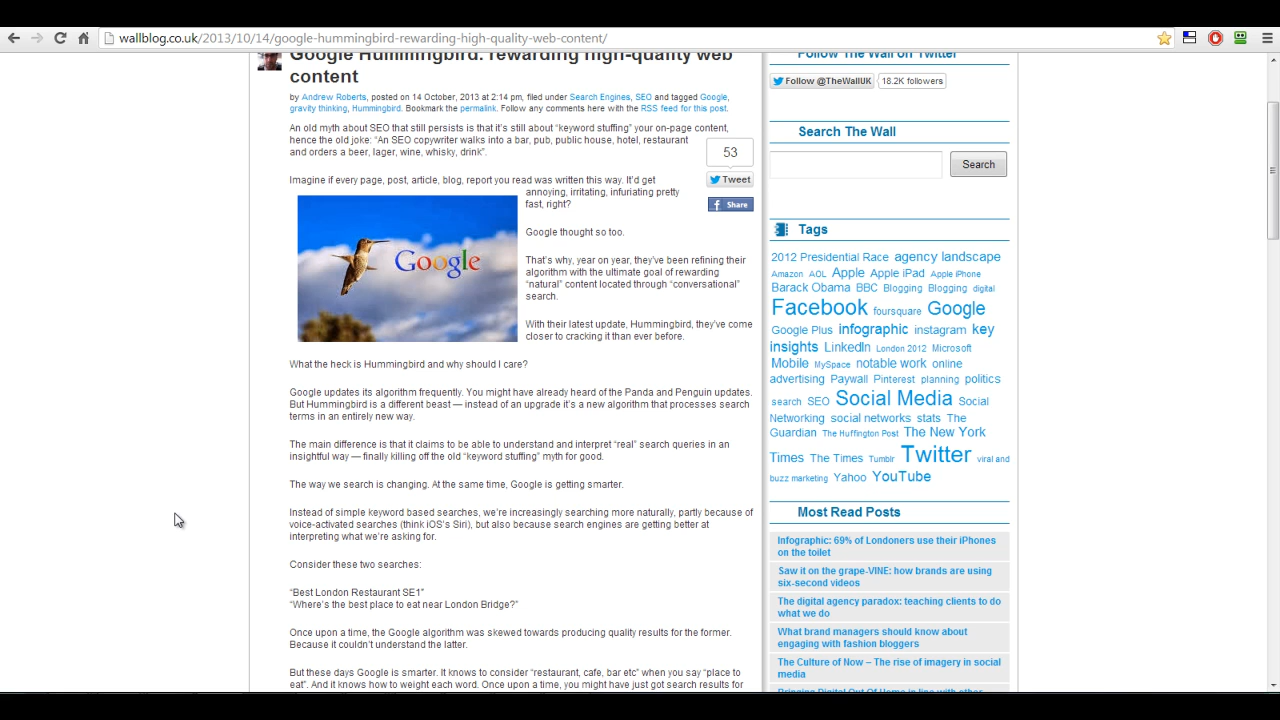 wallblog.co.uk/2013/10/14/google-hummingbird-rewarding-high-quality-web-content/
Google Hummingbird: rewarding high-quality web
content
by Andrew Roberts, posted on 14 October, 2013 at 2:14 pm, filed under Search Engines, SEO and tagged Google,
gravity thinking, Hummingbird. Bookmark the permalink. Follow any comments here with the RSS feed for this post.
An old myth about SEO that still persists is that it's still about “keyword stuffing” your on-page content,
hence the old joke: “An SEO copywriter walks into a bar, pub, public house, hotel, restaurant
and orders a beer, lager, wine, whisky, drink”.
53
Tweet
Share
Imagine if every page, post, article, blog, report you read was written this way. It'd get
annoying, irritating, infuriating pretty
fast, right?
Google
Google thought so too.
That's why, year on year, they've been refining their
algorithm with the ultimate goal of rewarding
“natural” content located through “conversational”
search.
With their latest update, Hummingbird, they've come
closer to cracking it than ever before.
What the heck is Hummingbird and why should I care?
Google updates its algorithm frequently. You might have already heard of the Panda and Penguin updates.
But Hummingbird is a different beast — instead of an upgrade it's a new algorithm that processes search
terms in an entirely new way.
The main difference is that it claims to be able to understand and interpret “real” search queries in an
insightful way — finally killing off the old “keyword stuffing” myth for good.
The way we search is changing. At the same time, Google is getting smarter.
Instead of simple keyword based searches, we're increasingly searching more naturally, partly because of
voice-activated searches (think iOS's Siri), but also because search engines are getting better at
interpreting what we're asking for.
Consider these two searches:
“Best London Restaurant SE1”
“Where's the best place to eat near London Bridge?”
Once upon a time, the Google algorithm was skewed towards producing quality results for the former.
Because it couldn't understand the latter.
But these days Google is smarter. It knows to consider “restaurant, cafe, bar etc” when you say “place to
eat”. And it knows how to weight each word. Once upon a time, you might have just got search results for
Follow The Wall On Twitter
Follow @TheWallUK 18.2K followers
Search The Wall
Search
Tags
2012 Presidential Race agency landscape
Amazon AOL Apple Apple iPad Apple iPhone
Barack Obama BBC Blogging Blogging digital
Facebook foursquare Google
Google Plus infographic instagram key
insights LinkedIn London 2012 Microsoft
Mobile MySpace notable work online
advertising Paywall Pinterest planning politics
search SEO Social Media Social
Networking social networks stats The
Guardian The Huffington Post The New York
Times The Times Tumblr Twitter viral and
buzz marketing Yahoo YouTube
Most Read Posts
Infographic: 69% of Londoners use their iPhones
on the toilet
Saw it on the grape-VINE: how brands are using
six-second videos
The digital agency paradox: teaching clients to do
what we do
What brand managers should know about
engaging with fashion bloggers
The Culture of Now – The rise of imagery in social
media
Bringing Digital Out Of Home in line with other